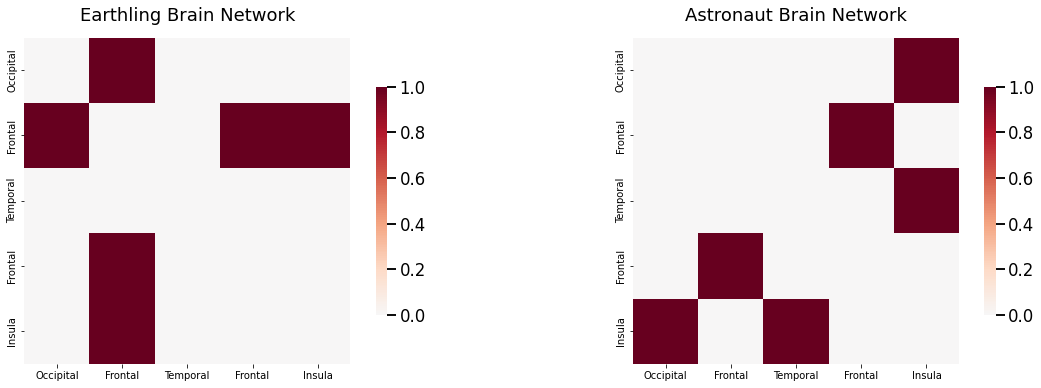 Earthling Brain Network
Occipital
Frontal
Temporal
Frontal
Insula
Occipital Frontal Temporal Frontal Insula
1.0
0.8
0.6
0.4
0.2
0.0
Astronaut Brain Network
Occipital
Frontal
Temporal
Frontal
Insula
Occipital Frontal Temporal Frontal Insula
1.0
0.8
0.6
0.4
0.2
0.0